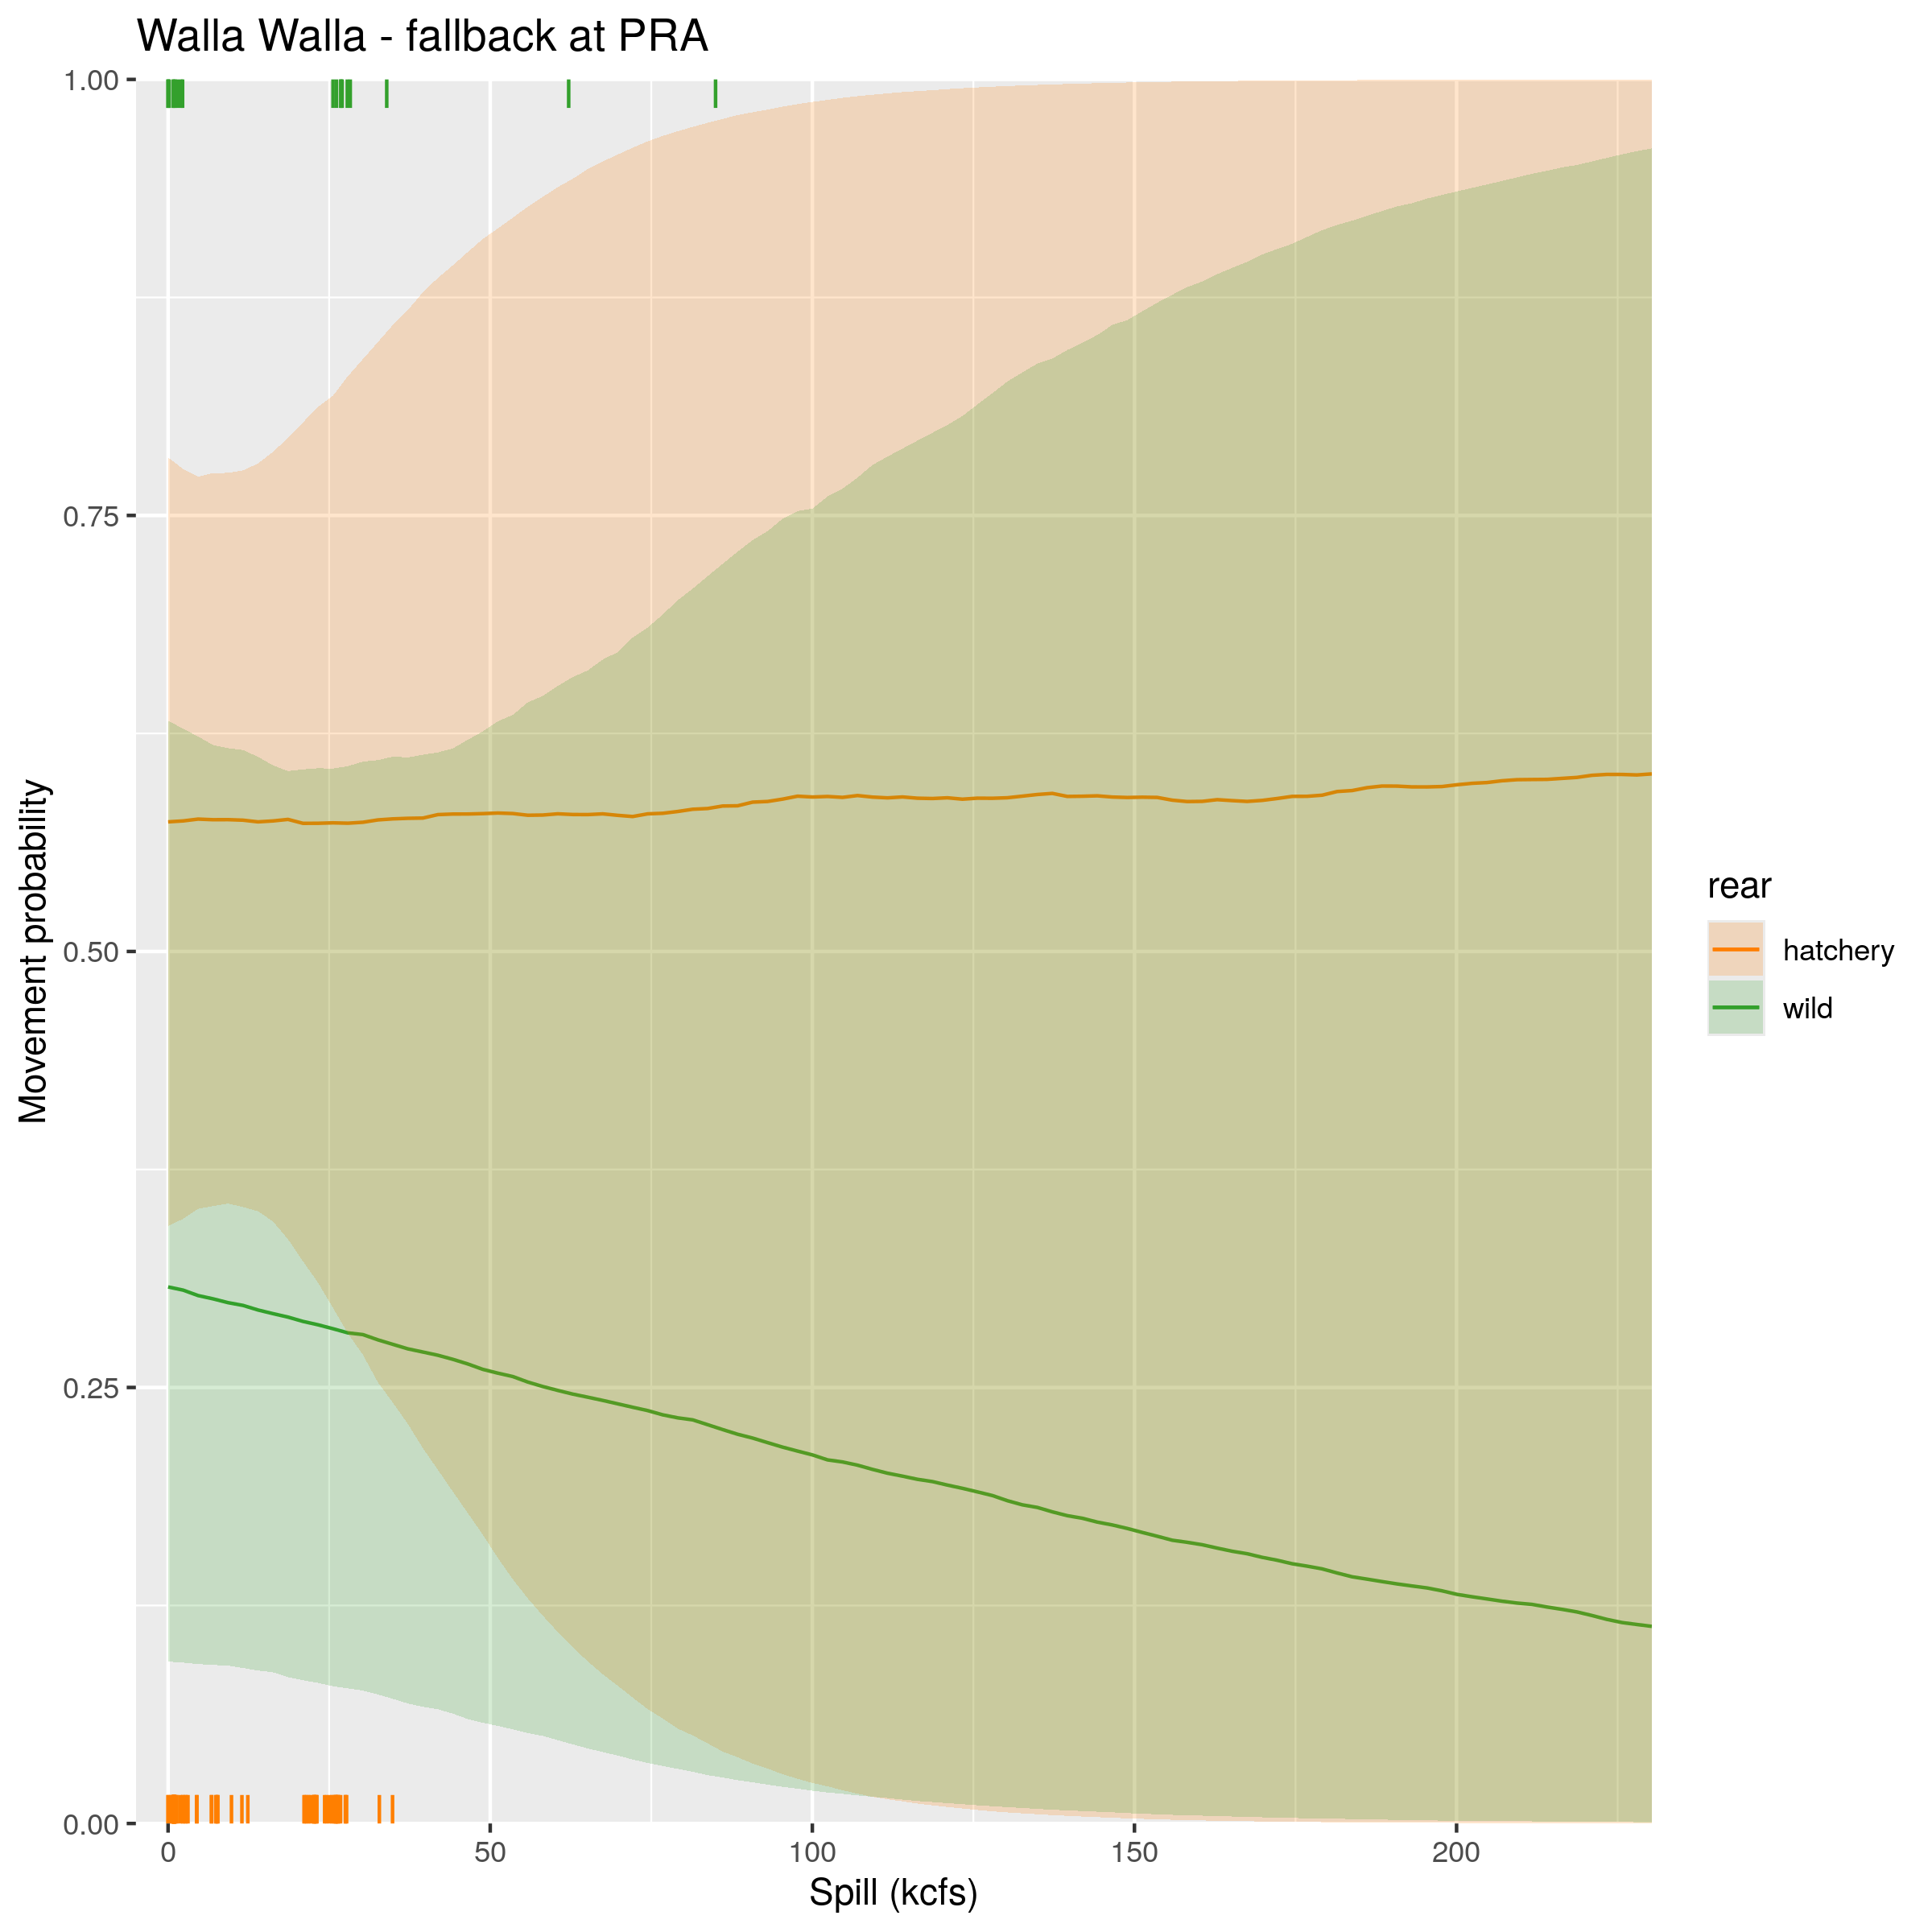 Walla Walla - fallback at PRA
1.00
0.75
0.50
0.25
0.00
Movement probability
0
50
100
150
200
Spill (kcfs)
rear
hatchery
wild